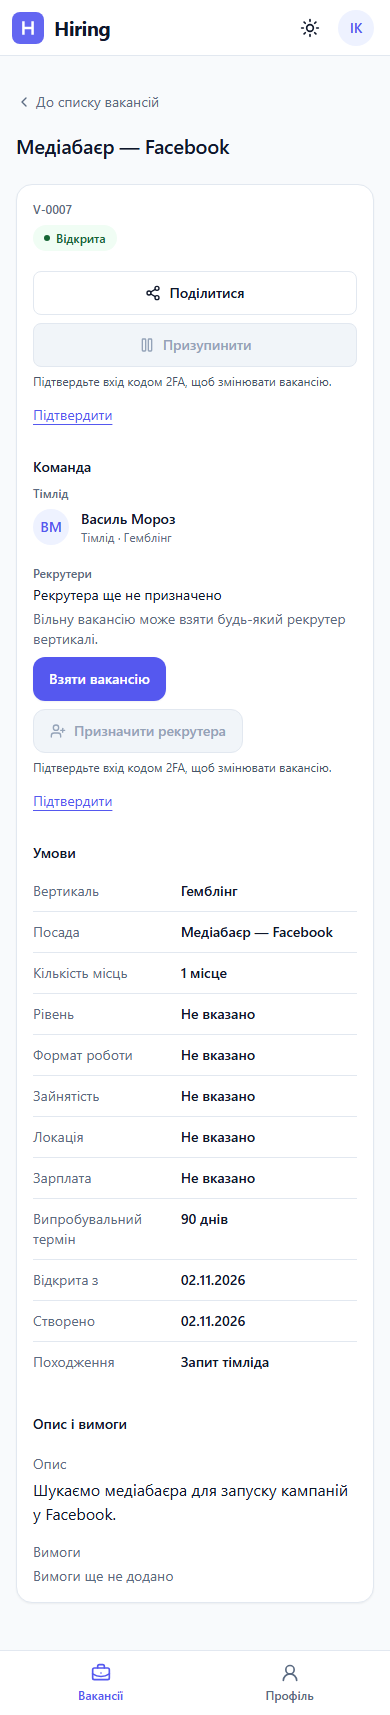 H Hiring
ІК
До списку вакансій
Медіабаєр — Facebook
V-0007
Відкрита
Поділитися
Призупинити
Підтвердьте вхід кодом 2FA, щоб змінювати вакансію.
Підтвердити
Команда
Тімлід
ВМ
Василь Мороз
Тімлід · Гемблінг
Рекрутери
Рекрутера ще не призначено
Вільну вакансію може взяти будь-який рекрутер
вертикалі.
Взяти вакансію
Призначити рекрутера
Підтвердьте вхід кодом 2FA, щоб змінювати вакансію.
Підтвердити
Умови
Вертикаль Гемблінг
Посада Медіабаєр — Facebook
Кількість місць 1 місце
Рівень Не вказано
Формат роботи Не вказано
Зайнятість Не вказано
Локація Не вказано
Зарплата Не вказано
Випробувальний 90 днів
термін
Відкрита з 02.11.2026
Створено 02.11.2026
Походження Запит тімліда
Опис і вимоги
Опис
Шукаємо медіабаєра для запуску кампаній
у Facebook.
Вимоги
Вимоги ще не додано
Вакансії Профіль